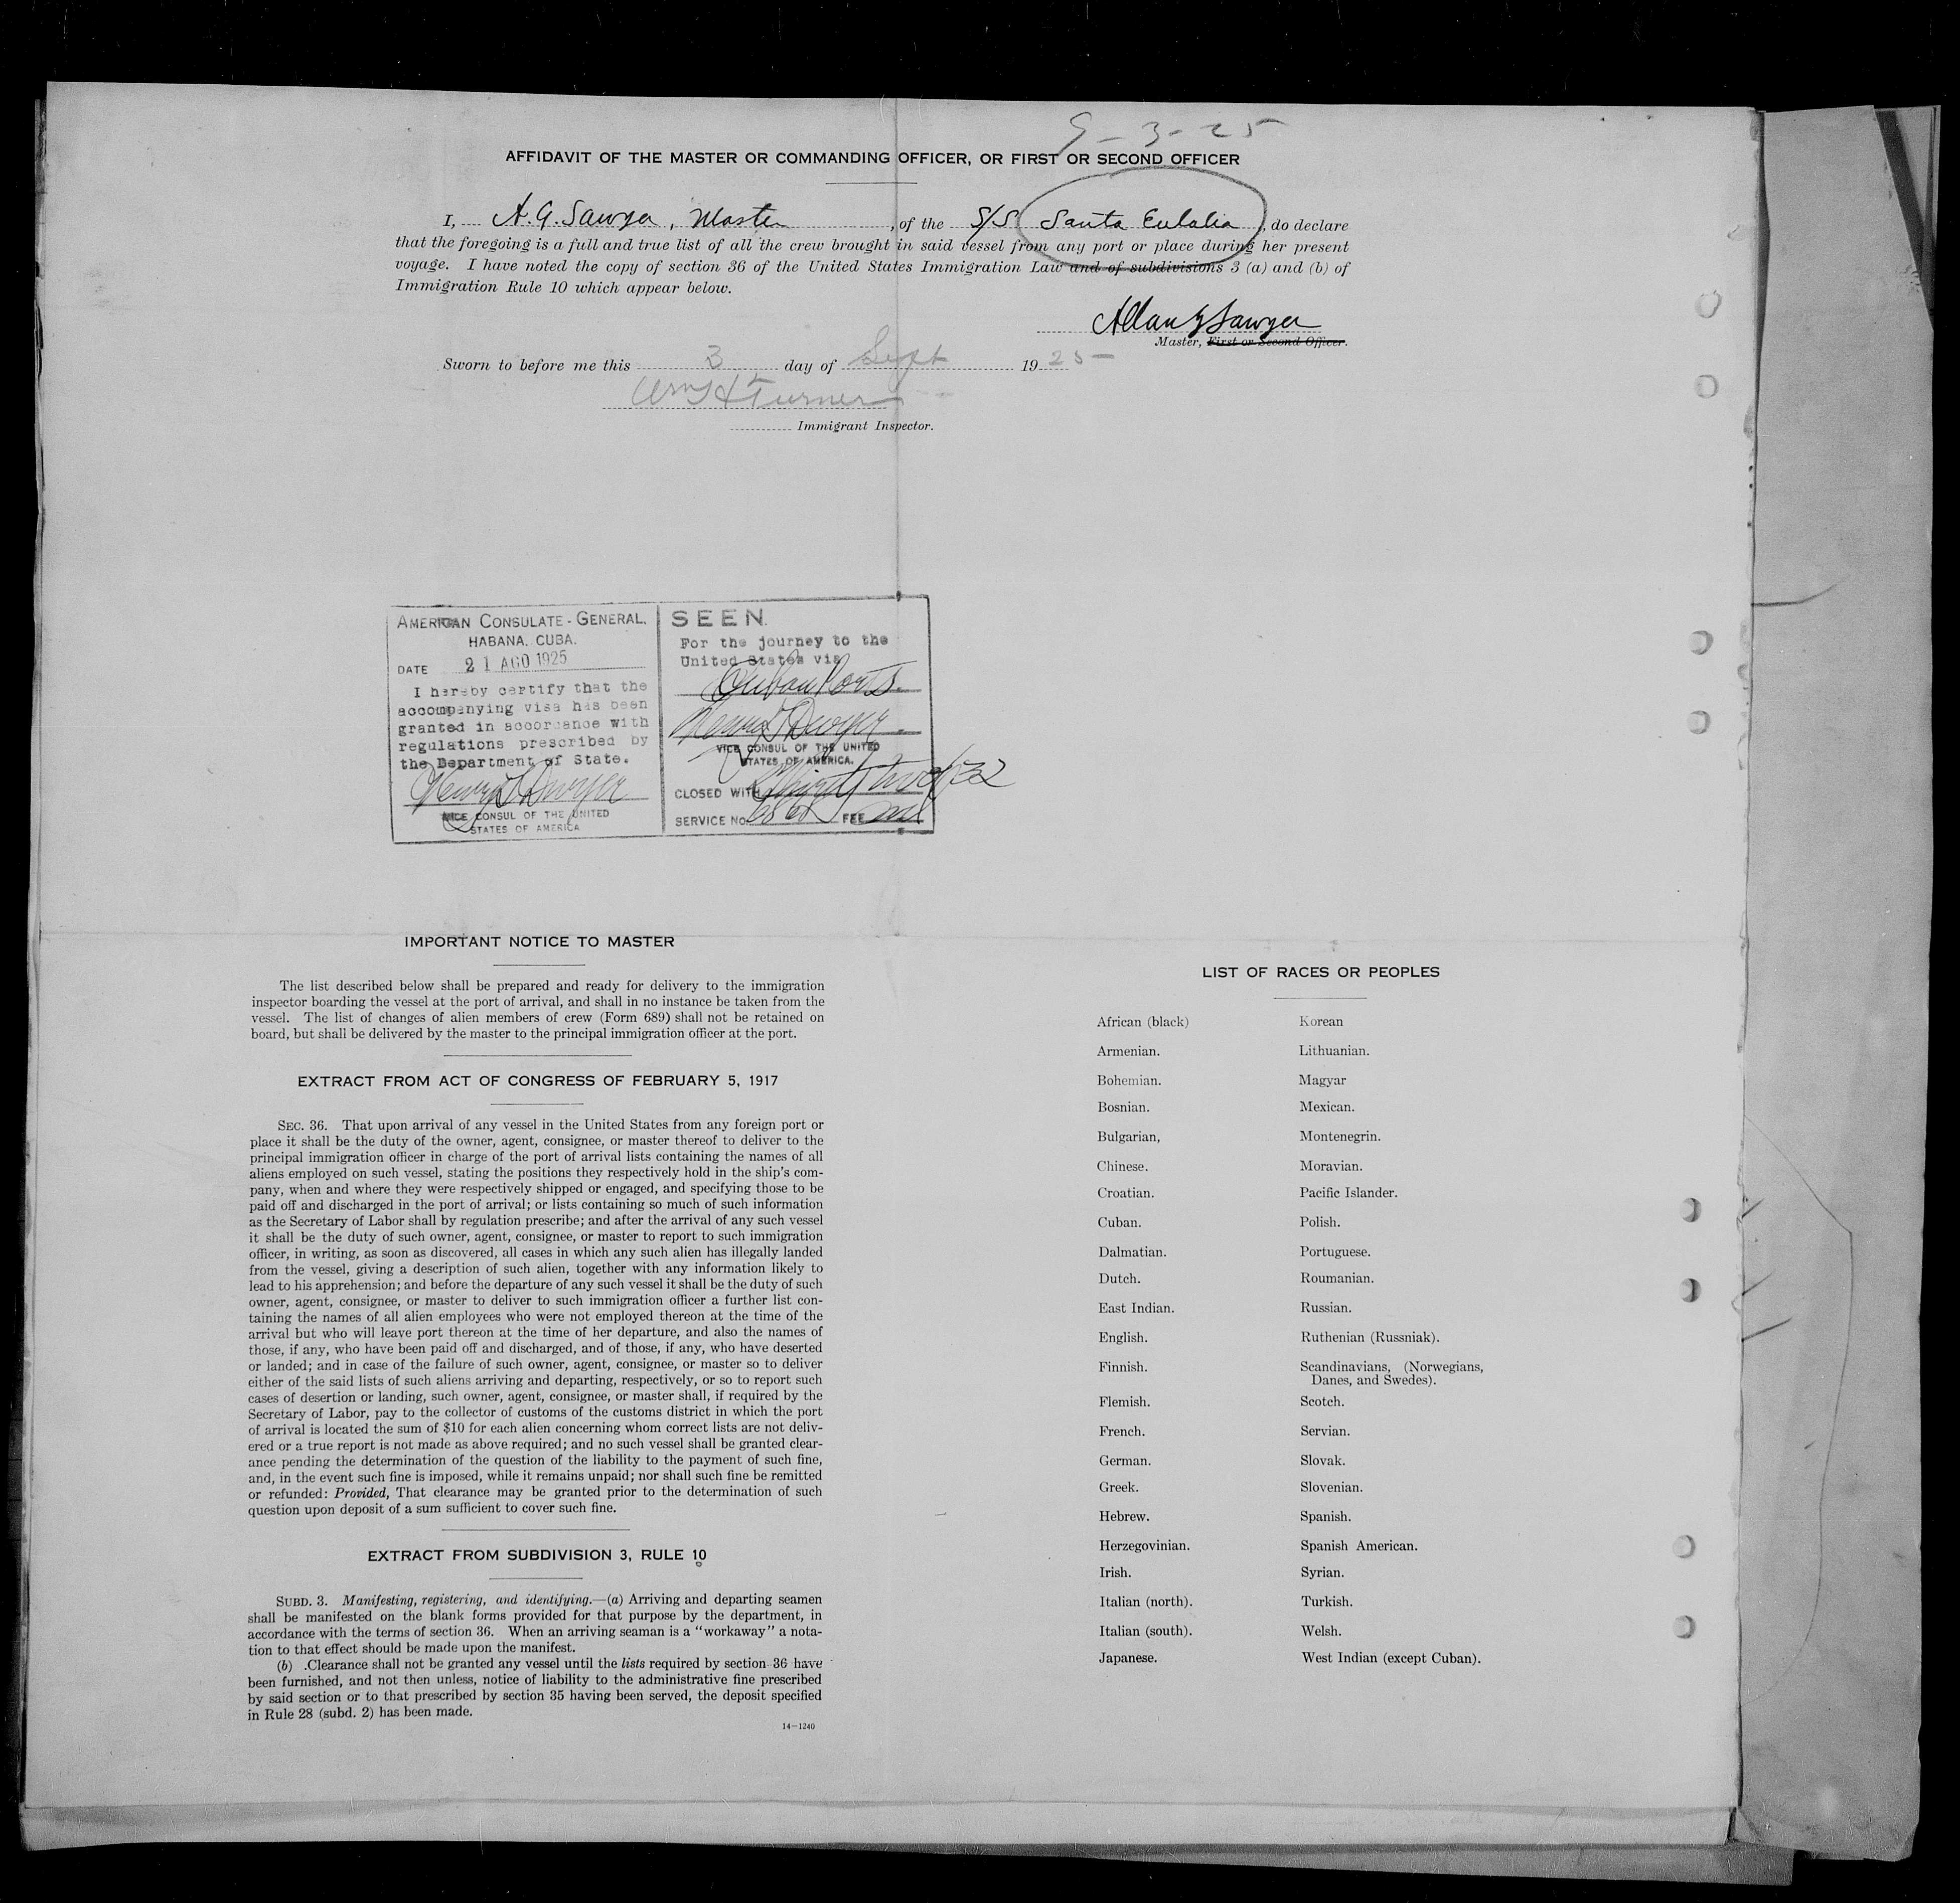 9-3-25
AFFIDAVIT OF THE MASTER OR COMMANDING OFFICER, OR FIRST OR SECOND OFFICER
I, A. G. Sawyer, Master, of the S/S Santa Eulalia, do declare
that the foregoing is a full and true list of all the crew brought in said vessel from any port or place during her present
voyage. I have noted the copy of section 36 of the United States Immigration Law and of subdivisions 3 (a) and (b) of
Immigration Rule 10 which appear below.
Allan G Sawyer
Master, First or Second Officer.
Sworn to before me this 3 day of Sept 1925
Wm H Turner
Immigrant Inspector.
AMERICAN CONSULATE-GENERAL,
HABANA, CUBA.
DATE 21 AGO 1925
I hereby certify that the
accompanying visa has been
granted in accordance with
regulations prescribed by
the Department of State.
Henry Dwyer
VICE CONSUL OF THE UNITED
STATES OF AMERICA
SEEN
For the journey to the
United States via
Cuban Ports.
Henry Dwyer
VICE CONSUL OF THE UNITED
STATES OF AMERICA.
CLOSED WITH 32
SERVICE NO. FEE
IMPORTANT NOTICE TO MASTER
The list described below shall be prepared and ready for delivery to the immigration
inspector boarding the vessel at the port of arrival, and shall in no instance be taken from the
vessel. The list of changes of alien members of crew (Form 689) shall not be retained on
board, but shall be delivered by the master to the principal immigration officer at the port.
EXTRACT FROM ACT OF CONGRESS OF FEBRUARY 5, 1917
SEC. 36. That upon arrival of any vessel in the United States from any foreign port or
place it shall be the duty of the owner, agent, consignee, or master thereof to deliver to the
principal immigration officer in charge of the port of arrival lists containing the names of all
aliens employed on such vessel, stating the positions they respectively hold in the ship's com-
pany, when and where they were respectively shipped or engaged, and specifying those to be
paid off and discharged in the port of arrival; or lists containing so much of such information
as the Secretary of Labor shall by regulation prescribe; and after the arrival of any such vessel
it shall be the duty of such owner, agent, consignee, or master to report to such immigration
officer, in writing, as soon as discovered, all cases in which any such alien has illegally landed
from the vessel, giving a description of such alien, together with any information likely to
lead to his apprehension; and before the departure of any such vessel it shall be the duty of such
owner, agent, consignee, or master to deliver to such immigration officer a further list con-
taining the names of all alien employees who were not employed thereon at the time of the
arrival but who will leave port thereon at the time of her departure, and also the names of
those, if any, who have been paid off and discharged, and of those, if any, who have deserted
or landed; and in case of the failure of such owner, agent, consignee, or master so to deliver
either of the said lists of such aliens arriving and departing, respectively, or so to report such
cases of desertion or landing, such owner, agent, consignee, or master shall, if required by the
Secretary of Labor, pay to the collector of customs of the customs district in which the port
of arrival is located the sum of $10 for each alien concerning whom correct lists are not deliv-
ered or a true report is not made as above required; and no such vessel shall be granted clear-
ance pending the determination of the question of the liability to the payment of such fine,
and, in the event such fine is imposed, while it remains unpaid; nor shall such fine be remitted
or refunded: Provided, That clearance may be granted prior to the determination of such
question upon deposit of a sum sufficient to cover such fine.
EXTRACT FROM SUBDIVISION 3, RULE 10
SUBD. 3. Manifesting, registering, and identifying.—(a) Arriving and departing seamen
shall be manifested on the blank forms provided for that purpose by the department, in
accordance with the terms of section 36. When an arriving seaman is a "workaway" a nota-
tion to that effect should be made upon the manifest.
(b) .Clearance shall not be granted any vessel until the lists required by section 36 have
been furnished, and not then unless, notice of liability to the administrative fine prescribed
by said section or to that prescribed by section 35 having been served, the deposit specified
in Rule 28 (subd. 2) has been made.
14—1240
LIST OF RACES OR PEOPLES
African (black) Korean
Armenian. Lithuanian.
Bohemian. Magyar
Bosnian. Mexican.
Bulgarian, Montenegrin.
Chinese. Moravian.
Croatian. Pacific Islander.
Cuban. Polish.
Dalmatian. Portuguese.
Dutch. Roumanian.
East Indian. Russian.
English. Ruthenian (Russniak).
Finnish. Scandinavians, (Norwegians,
Danes, and Swedes).
Flemish. Scotch.
French. Servian.
German. Slovak.
Greek. Slovenian.
Hebrew. Spanish.
Herzegovinian. Spanish American.
Irish. Syrian.
Italian (north). Turkish.
Italian (south). Welsh.
Japanese. West Indian (except Cuban).